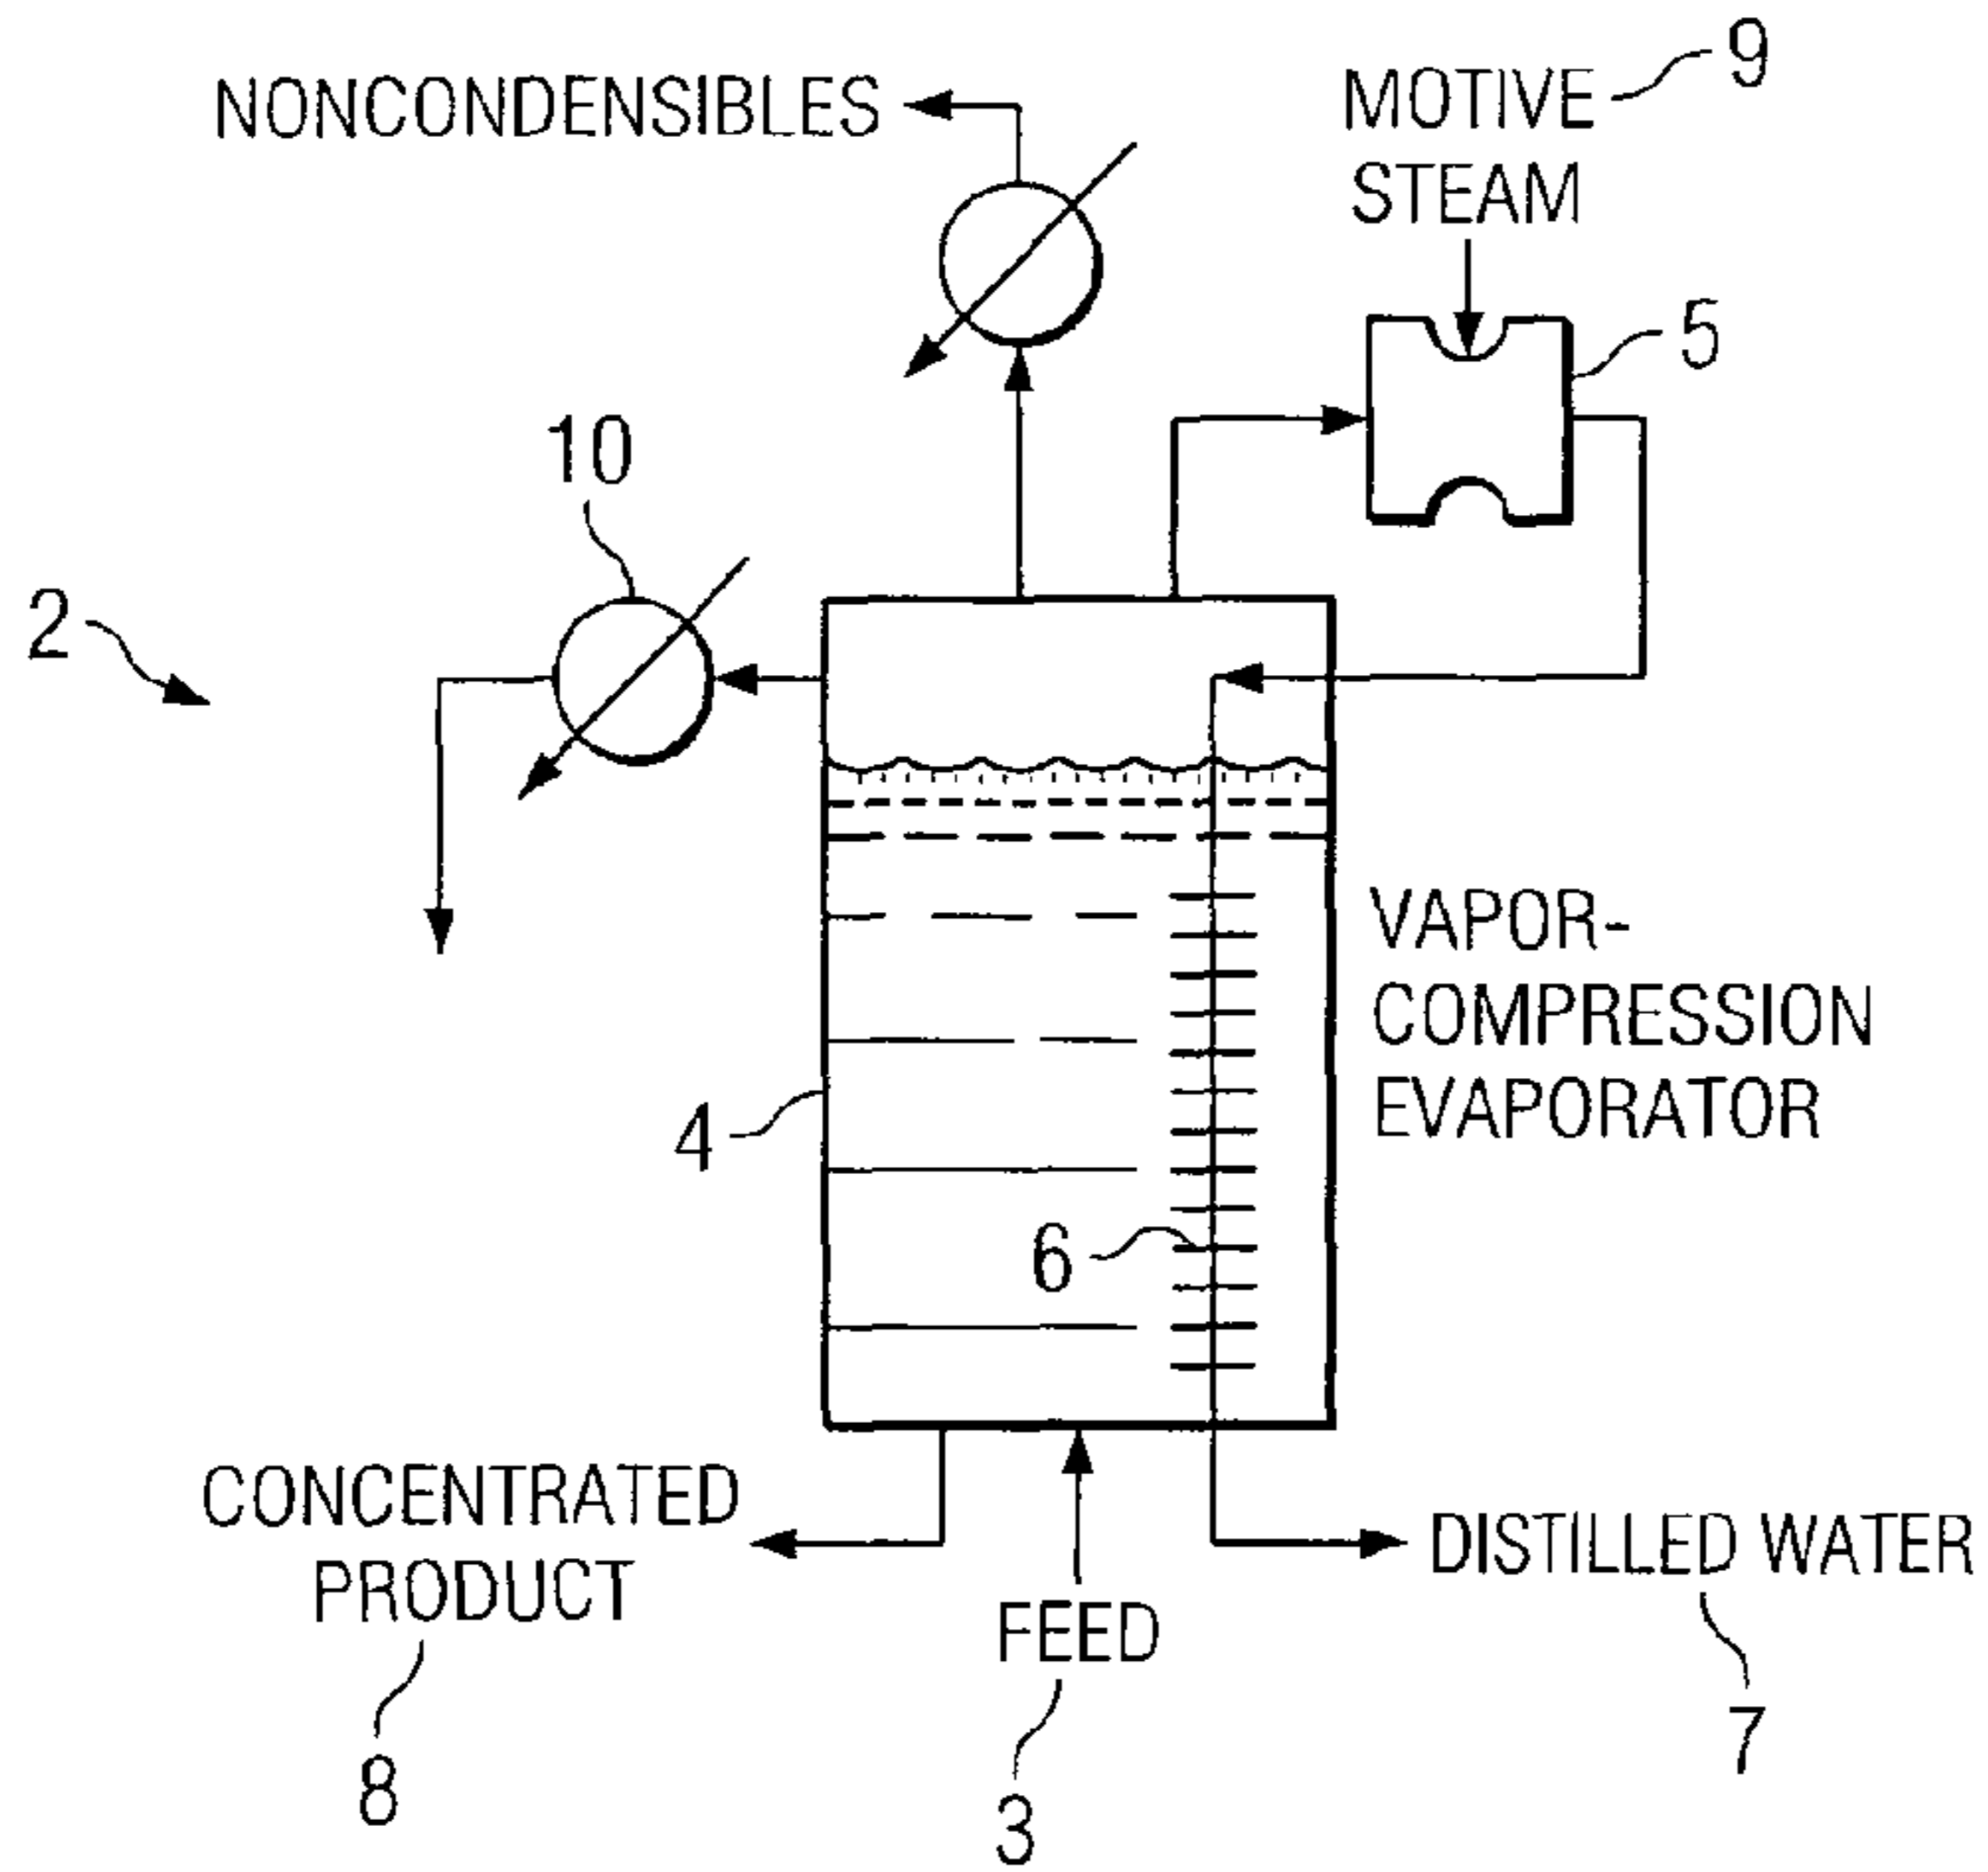 NONCONDENSIBLES
MOTIVE 9
STEAM
5
10
2
VAPOR-
COMPRESSION
EVAPORATOR
4
6
CONCENTRATED
PRODUCT
DISTILLED WATER
FEED
8
3
7